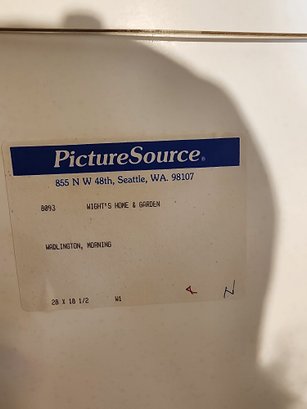 PictureSource®
855 N W 48th, Seattle, WA. 98107
8093 WIGHT'S HOME & GARDEN
WADLINGTON, MORNING
28 X 18 1/2 W1 A N